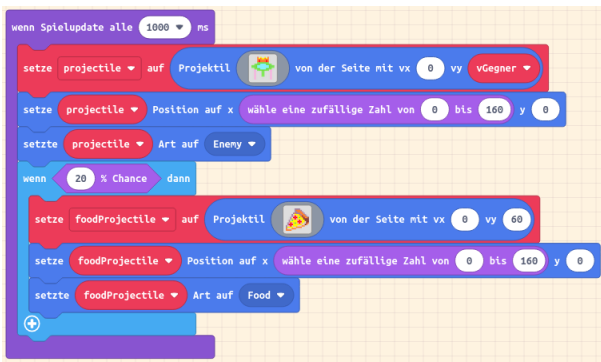 wenn Spielupdate alle 1000 ms
setze projectile auf Projektil von der Seite mit vx 0 vy vGegner
setze projectile Position auf x wähle eine zufällige Zahl von 0 bis 160 y 0
setzte projectile Art auf Enemy
wenn 20 % Chance dann
setze foodProjectile auf Projektil von der Seite mit vx 0 vy 60
setze foodProjectile Position auf x wähle eine zufällige Zahl von 0 bis 160 y 0
setzte foodProjectile Art auf Food